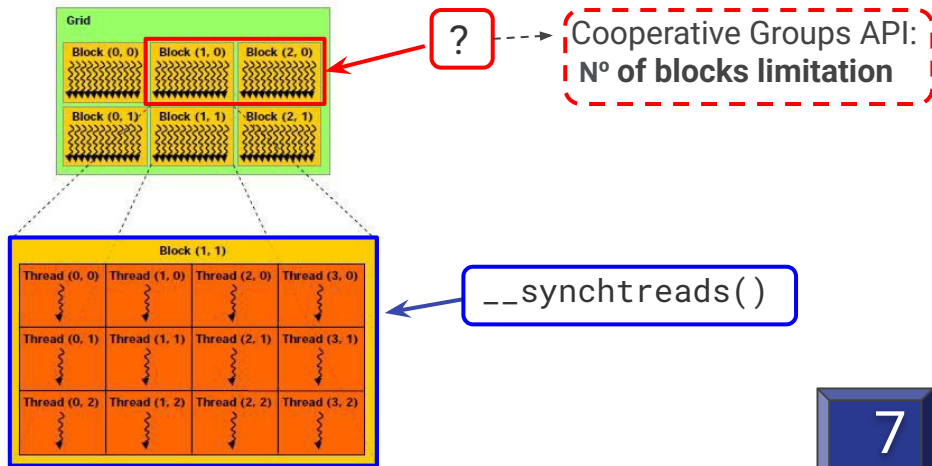 Grid
Block (0, 0) Block (1, 0) Block (2, 0)
Block (0, 1) Block (1, 1) Block (2, 1)
?
Cooperative Groups API:
Nº of blocks limitation
Block (1, 1)
Thread (0, 0) Thread (1, 0) Thread (2, 0) Thread (3, 0)
Thread (0, 1) Thread (1, 1) Thread (2, 1) Thread (3, 1)
Thread (0, 2) Thread (1, 2) Thread (2, 2) Thread (3, 2)
__synchtreads()
7